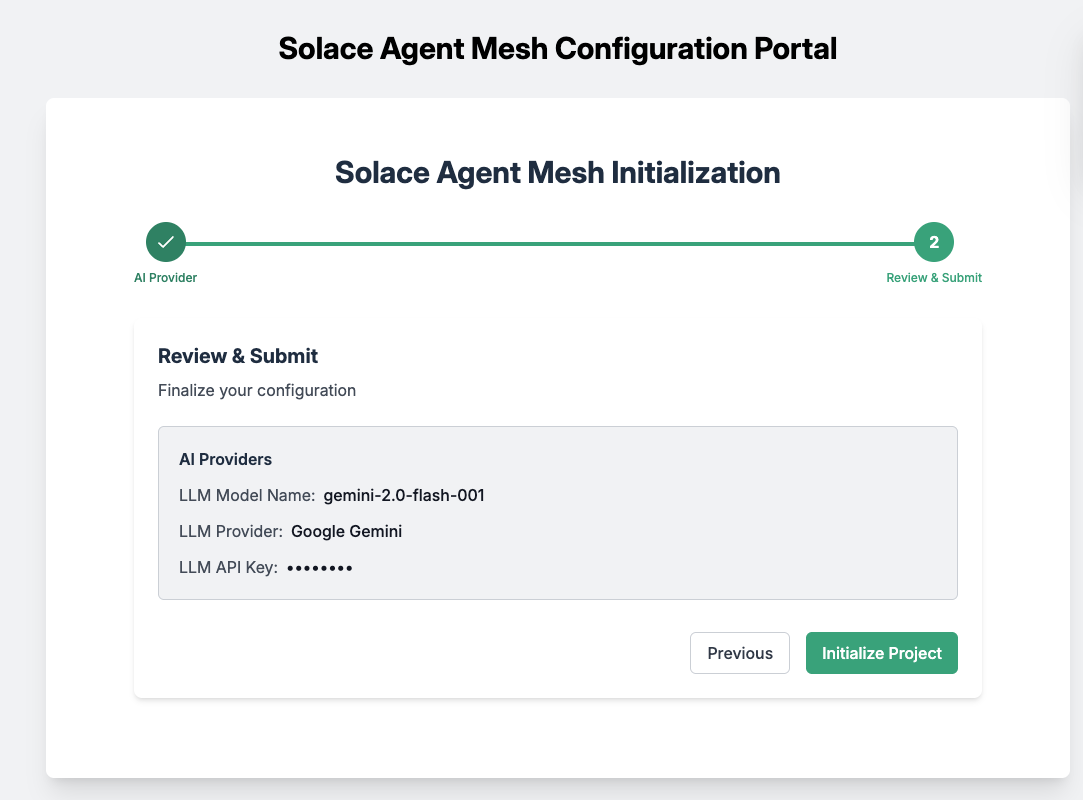 Solace Agent Mesh Configuration Portal
Solace Agent Mesh Initialization
2
AI Provider
Review & Submit
Review & Submit
Finalize your configuration
AI Providers
LLM Model Name: gemini-2.0-flash-001
LLM Provider: Google Gemini
LLM API Key: ••••••••
Previous
Initialize Project